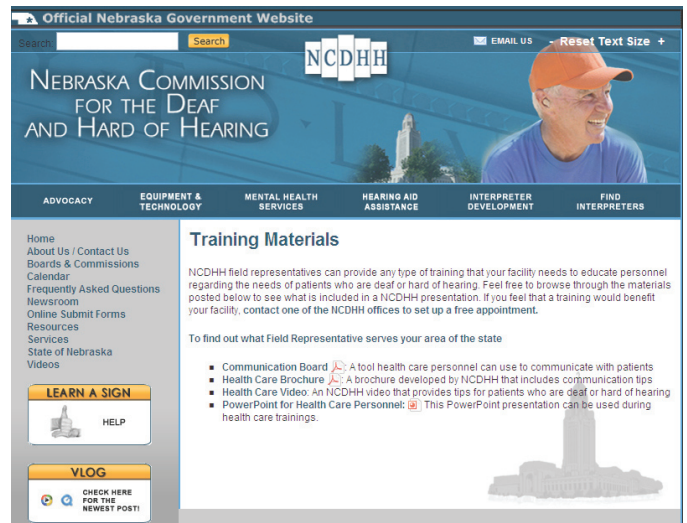 Official Nebraska Government Website
Search:
Search
EMAIL US
- Reset Text Size +
NCDHH
NEBRASKA COMMISSION
FOR THE DEAF
AND HARD OF HEARING
ADVOCACY
EQUIPMENT &
TECHNOLOGY
MENTAL HEALTH
SERVICES
HEARING AID
ASSISTANCE
INTERPRETER
DEVELOPMENT
FIND
INTERPRETERS
Home
About Us / Contact Us
Boards & Commissions
Calendar
Frequently Asked Questions
Newsroom
Online Submit Forms
Resources
Services
State of Nebraska
Videos
LEARN A SIGN
HELP
VLOG
CHECK HERE
FOR THE
NEWEST POST!
Training Materials
NCDHH field representatives can provide any type of training that your facility needs to educate personnel
regarding the needs of patients who are deaf or hard of hearing. Feel free to browse through the materials
posted below to see what is included in a NCDHH presentation. If you feel that a training would benefit
your facility, contact one of the NCDHH offices to set up a free appointment.
To find out what Field Representative serves your area of the state
Communication Board : A tool health care personnel can use to communicate with patients
Health Care Brochure : A brochure developed by NCDHH that includes communication tips
Health Care Video: An NCDHH video that provides tips for patients who are deaf or hard of hearing
PowerPoint for Health Care Personnel: This PowerPoint presentation can be used during
health care trainings.